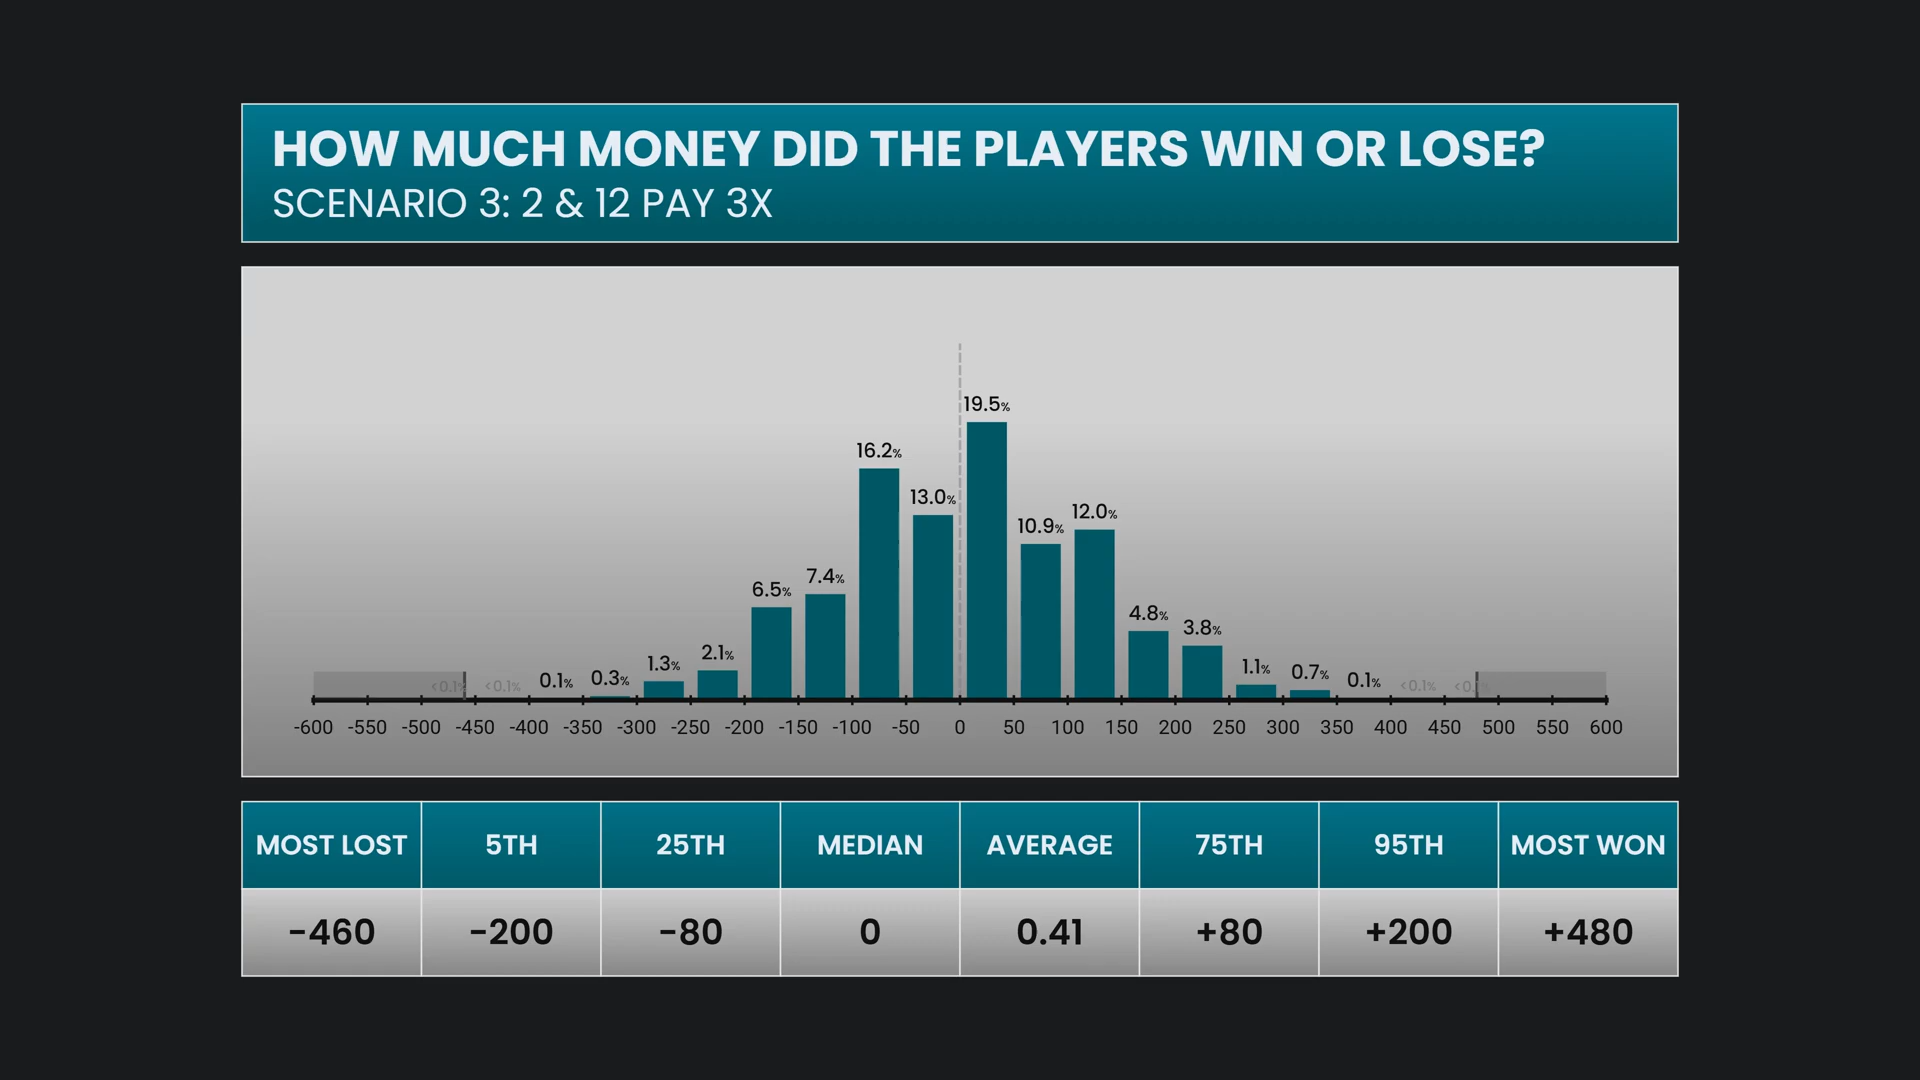 HOW MUCH MONEY DID THE PLAYERS WIN OR LOSE?
SCENARIO 3: 2 & 12 PAY 3X
19.5%
16.2%
13.0%
12.0%
10.9%
7.4%
6.5%
4.8%
3.8%
2.1%
1.3%
1.1%
0.7%
<0.1% <0.1% 0.1% 0.3% 0.1% <0.1% <0.1%
-600 -550 -500 -450 -400 -350 -300 -250 -200 -150 -100 -50 0 50 100 150 200 250 300 350 400 450 500 550 600
MOST LOST 5TH 25TH MEDIAN AVERAGE 75TH 95TH MOST WON
-460 -200 -80 0 0.41 +80 +200 +480